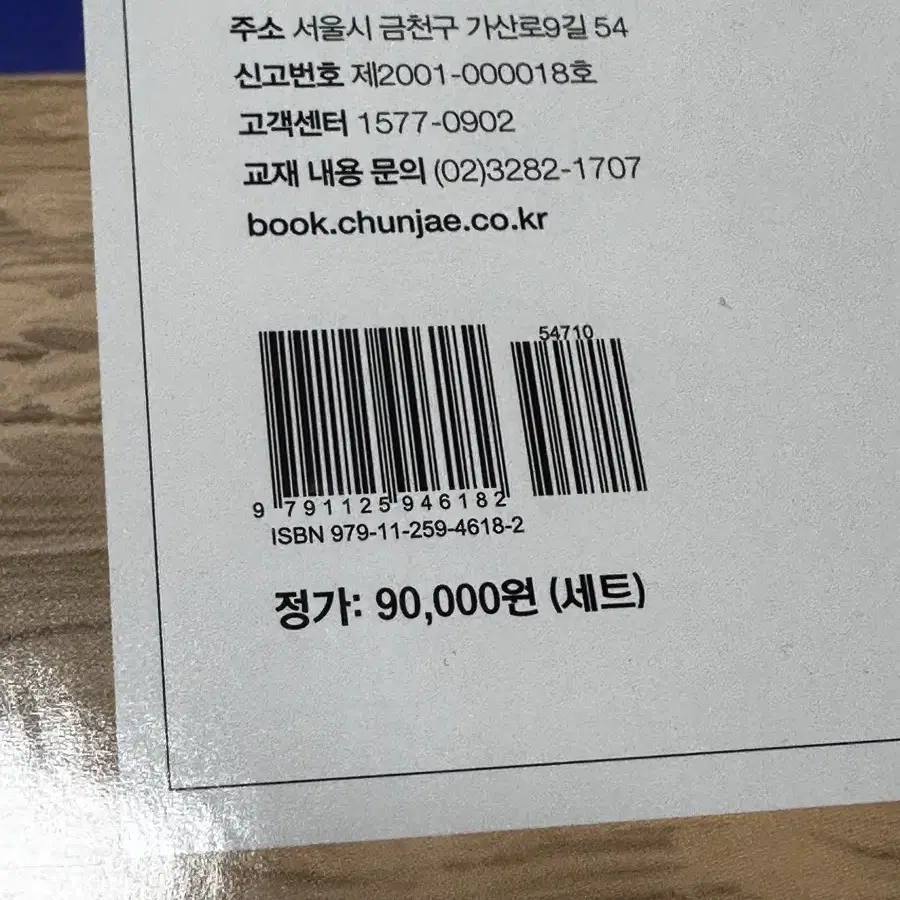 주소 서울시 금천구 가산로9길 54
신고번호 제2001-000018호
고객센터 1577-0902
교재 내용 문의 (02)3282-1707
book.chunjae.co.kr
54710
9 791125 946182
ISBN 979-11-259-4618-2
정가: 90,000원 (세트)